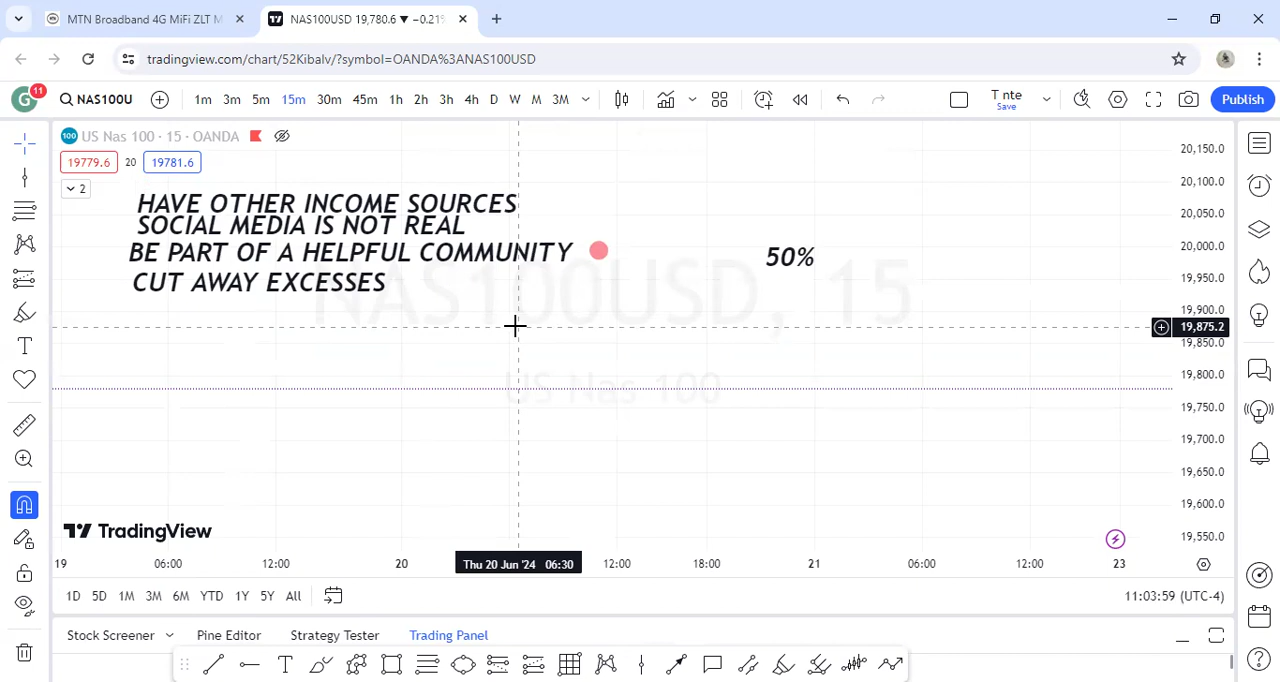 MTN Broadband 4G MiFi ZLT M
NAS100USD 19,780.6 ▼ −0.21%
tradingview.com/chart/52Kibalv/?symbol=OANDA%3ANAS100USD
G 11 NAS100U 1m 3m 5m 15m 30m 45m 1h 2h 3h 4h D W M 3M T nte Save Publish
100 US Nas 100 · 15 · OANDA
19779.6 20 19781.6
2
HAVE OTHER INCOME SOURCES
SOCIAL MEDIA IS NOT REAL
BE PART OF A HELPFUL COMMUNITY
50%
CUT AWAY EXCESSES
NAS100USD, 15
US Nas 100
20,150.0
20,100.0
20,050.0
20,000.0
19,950.0
19,900.0
19,875.2
19,850.0
19,800.0
19,750.0
19,700.0
19,650.0
19,600.0
19,550.0
TradingView
19 06:00 12:00 20 Thu 20 Jun '24 06:30 12:00 18:00 21 06:00 12:00 23
1D 5D 1M 3M 6M YTD 1Y 5Y All 11:03:59 (UTC-4)
Stock Screener Pine Editor Strategy Tester Trading Panel